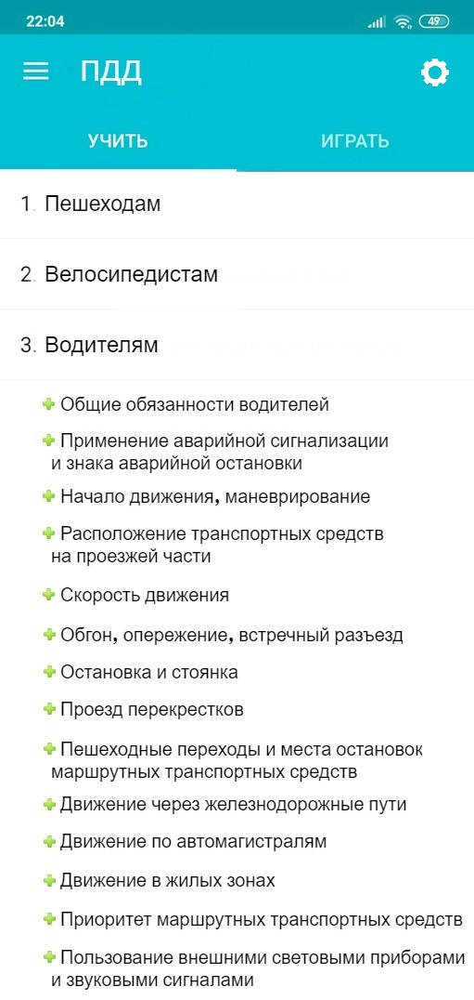 22:04
49
ПДД
УЧИТЬ
ИГРАТЬ
1. Пешеходам
2. Велосипедистам
3. Водителям
Общие обязанности водителей
Применение аварийной сигнализации
и знака аварийной остановки
Начало движения, маневрирование
Расположение транспортных средств
на проезжей части
Скорость движения
Обгон, опережение, встречный разъезд
Остановка и стоянка
Проезд перекрестков
Пешеходные переходы и места остановок
маршрутных транспортных средств
Движение через железнодорожные пути
Движение по автомагистралям
Движение в жилых зонах
Приоритет маршрутных транспортных средств
Пользование внешними световыми приборами
и звуковыми сигналами